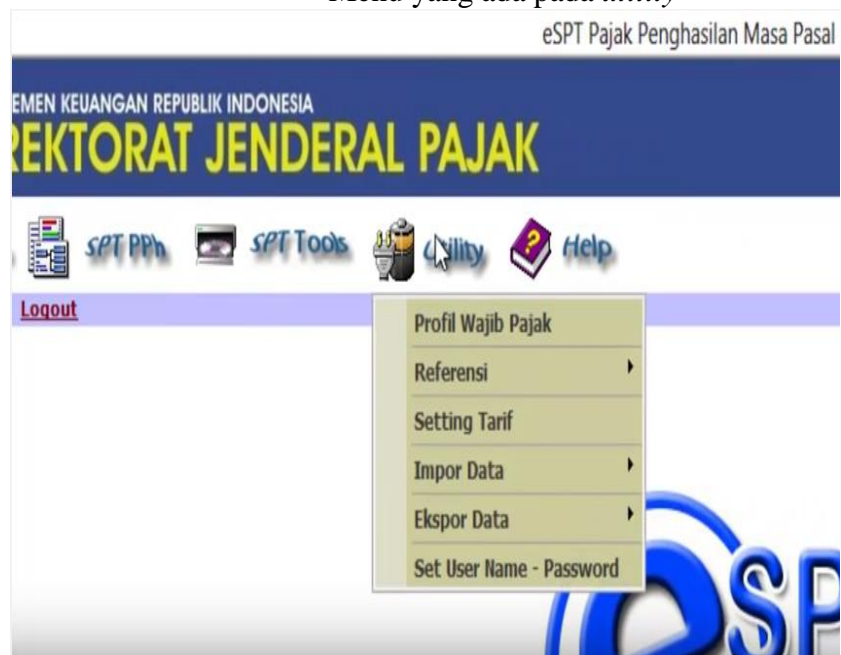 Menu yang ada pada utility
eSPT Pajak Penghasilan Masa Pasal
EMEN KEUANGAN REPUBLIK INDONESIA
REKTORAT JENDERAL PAJAK
SPT PPh SPT Tools Utility Help
Logout
Profil Wajib Pajak
Referensi
Setting Tarif
Impor Data
Ekspor Data
Set User Name - Password
eSP